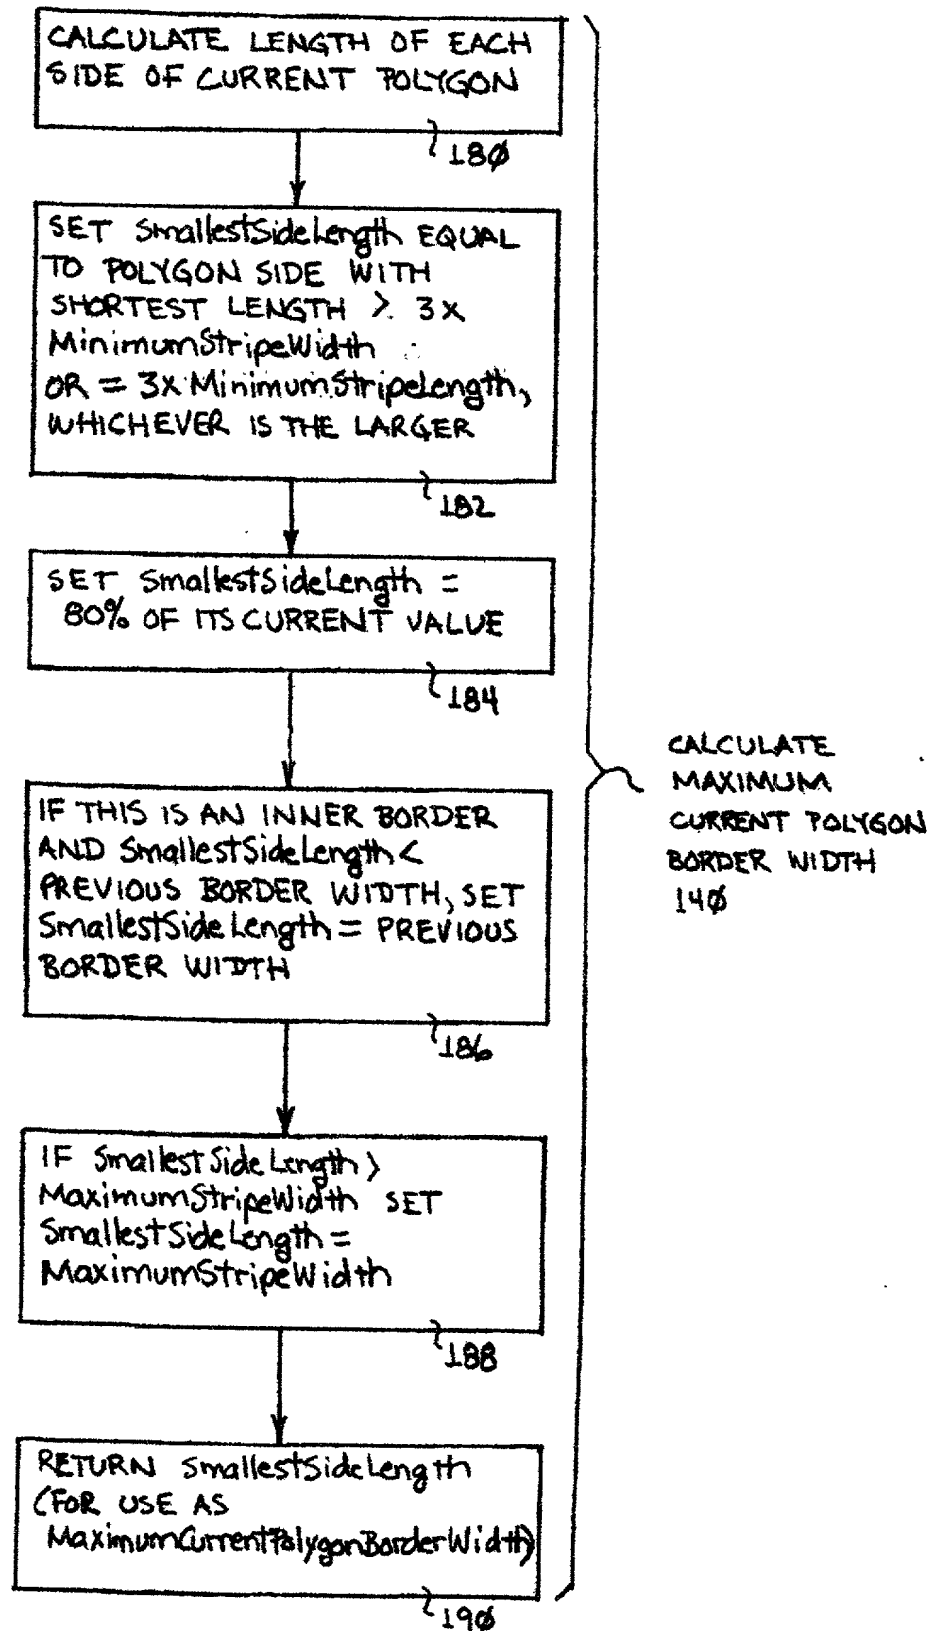 CALCULATE LENGTH OF EACH
SIDE OF CURRENT POLYGON
180
SET SmallestSideLength EQUAL
TO POLYGON SIDE WITH
SHORTEST LENGTH > 3x
MinimumStripeWidth
OR = 3x MinimumStripeLength,
WHICHEVER IS THE LARGER
182
SET SmallestSideLength =
80% OF ITS CURRENT VALUE
184
IF THIS IS AN INNER BORDER
AND SmallestSideLength <
PREVIOUS BORDER WIDTH, SET
SmallestSideLength = PREVIOUS
BORDER WIDTH
186
IF SmallestSideLength >
MaximumStripeWidth SET
SmallestSideLength =
MaximumStripeWidth
188
RETURN SmallestSideLength
(FOR USE AS
MaximumCurrentPolygonBorderWidth)
190
CALCULATE
MAXIMUM
CURRENT POLYGON
BORDER WIDTH
140